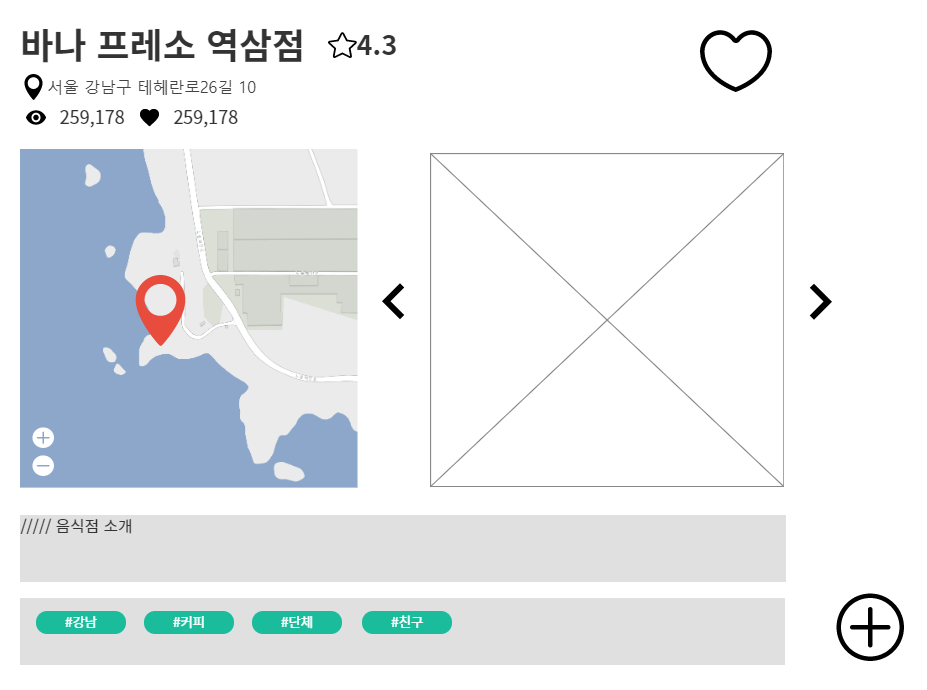 바나 프레소 역삼점 4.3
서울 강남구 테헤란로26길 10
259,178 259,178
///// 음식점 소개
#강남 #커피 #단체 #친구